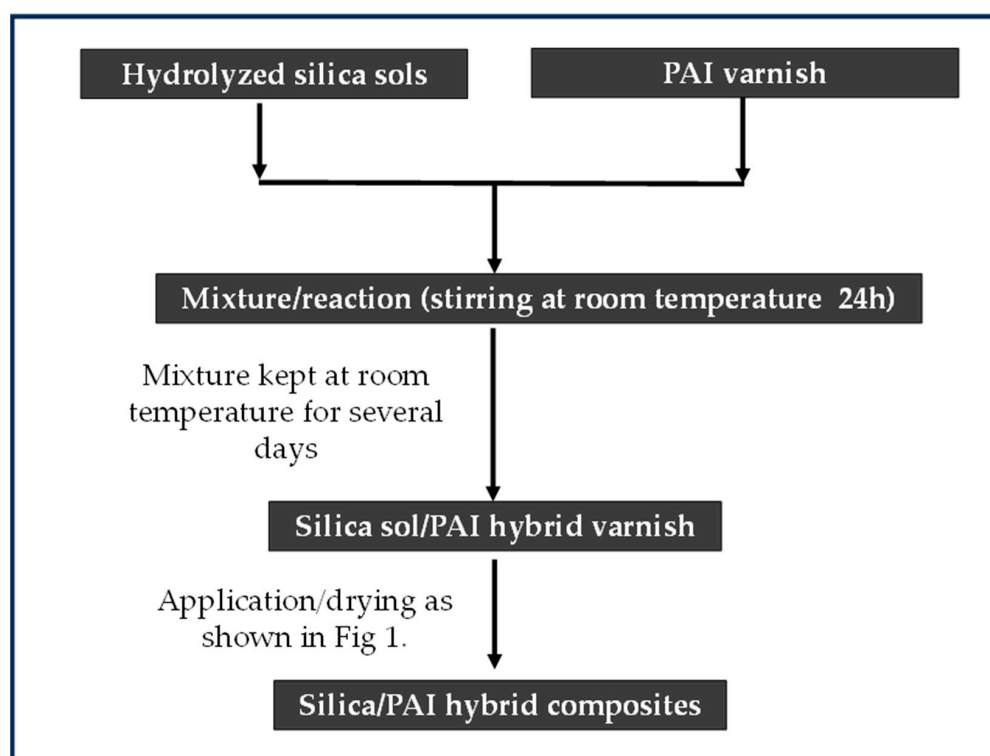 Hydrolyzed silica sols
PAI varnish
Mixture/reaction (stirring at room temperature 24h)
Mixture kept at room
temperature for several
days
Silica sol/PAI hybrid varnish
Application/drying as
shown in Fig 1.
Silica/PAI hybrid composites